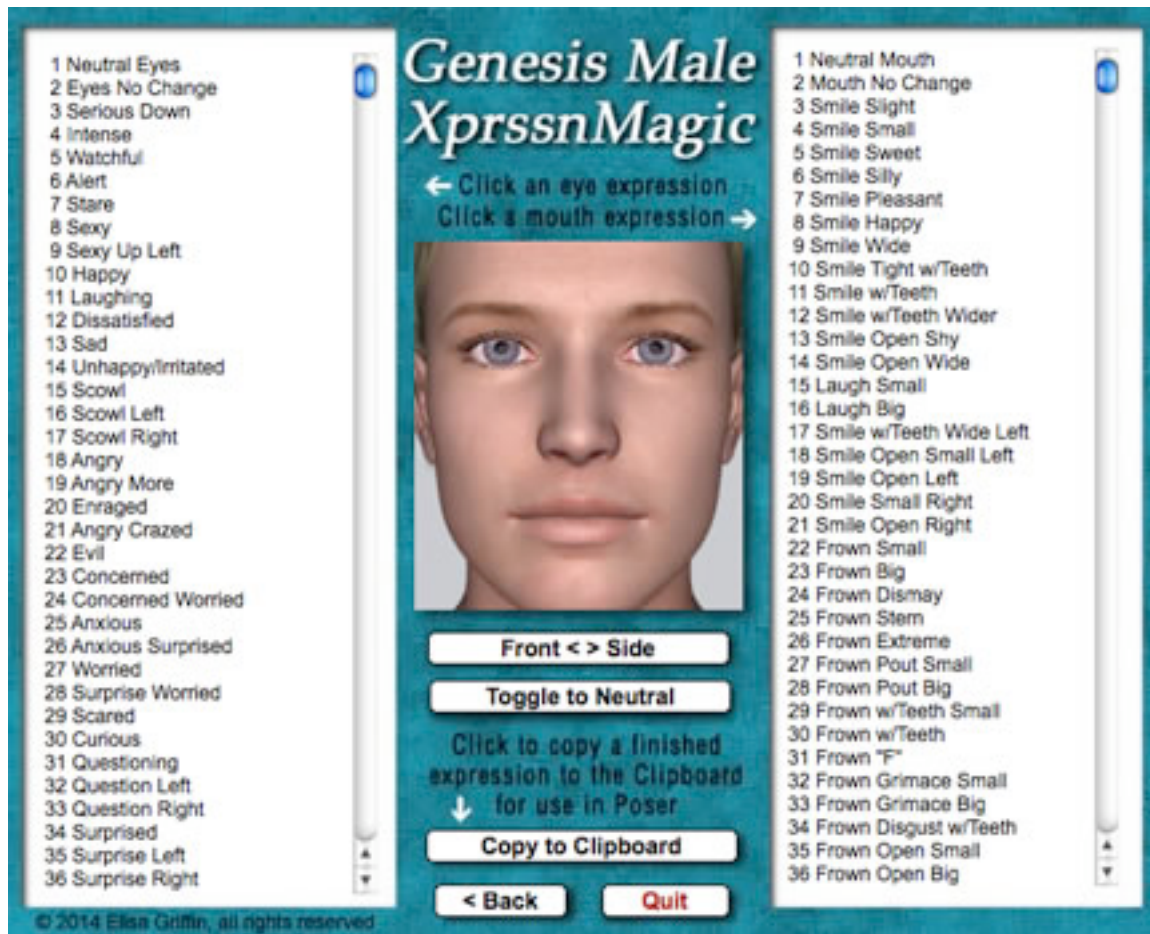 1 Neutral Eyes
2 Eyes No Change
3 Serious Down
4 Intense
5 Watchful
6 Alert
7 Stare
8 Sexy
9 Sexy Up Left
10 Happy
11 Laughing
12 Dissatisfied
13 Sad
14 Unhappy/Irritated
15 Scowl
16 Scowl Left
17 Scowl Right
18 Angry
19 Angry More
20 Enraged
21 Angry Crazed
22 Evil
23 Concerned
24 Concerned Worried
25 Anxious
26 Anxious Surprised
27 Worried
28 Surprise Worried
29 Scared
30 Curious
31 Questioning
32 Question Left
33 Question Right
34 Surprised
35 Surprise Left
36 Surprise Right
© 2014 Elisa Griffin, all rights reserved
Genesis Male
XprssnMagic
← Click an eye expression
Click a mouth expression →
Front < > Side
Toggle to Neutral
Click to copy a finished
expression to the Clipboard
↓ for use in Poser
Copy to Clipboard
< Back
Quit
1 Neutral Mouth
2 Mouth No Change
3 Smile Slight
4 Smile Small
5 Smile Sweet
6 Smile Silly
7 Smile Pleasant
8 Smile Happy
9 Smile Wide
10 Smile Tight w/Teeth
11 Smile w/Teeth
12 Smile w/Teeth Wider
13 Smile Open Shy
14 Smile Open Wide
15 Laugh Small
16 Laugh Big
17 Smile w/Teeth Wide Left
18 Smile Open Small Left
19 Smile Open Left
20 Smile Small Right
21 Smile Open Right
22 Frown Small
23 Frown Big
24 Frown Dismay
25 Frown Stern
26 Frown Extreme
27 Frown Pout Small
28 Frown Pout Big
29 Frown w/Teeth Small
30 Frown w/Teeth
31 Frown "F"
32 Frown Grimace Small
33 Frown Grimace Big
34 Frown Disgust w/Teeth
35 Frown Open Small
36 Frown Open Big